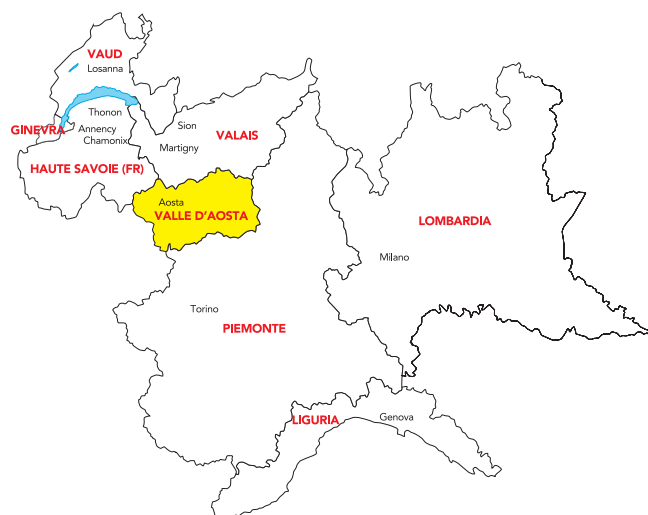 VAUD
Losanna
Thonon
GINEVRA
Annency
Chamonix
Sion
Martigny
VALAIS
HAUTE SAVOIE (FR)
Aosta
VALLE D'AOSTA
LOMBARDIA
Milano
Torino
PIEMONTE
LIGURIA
Genova